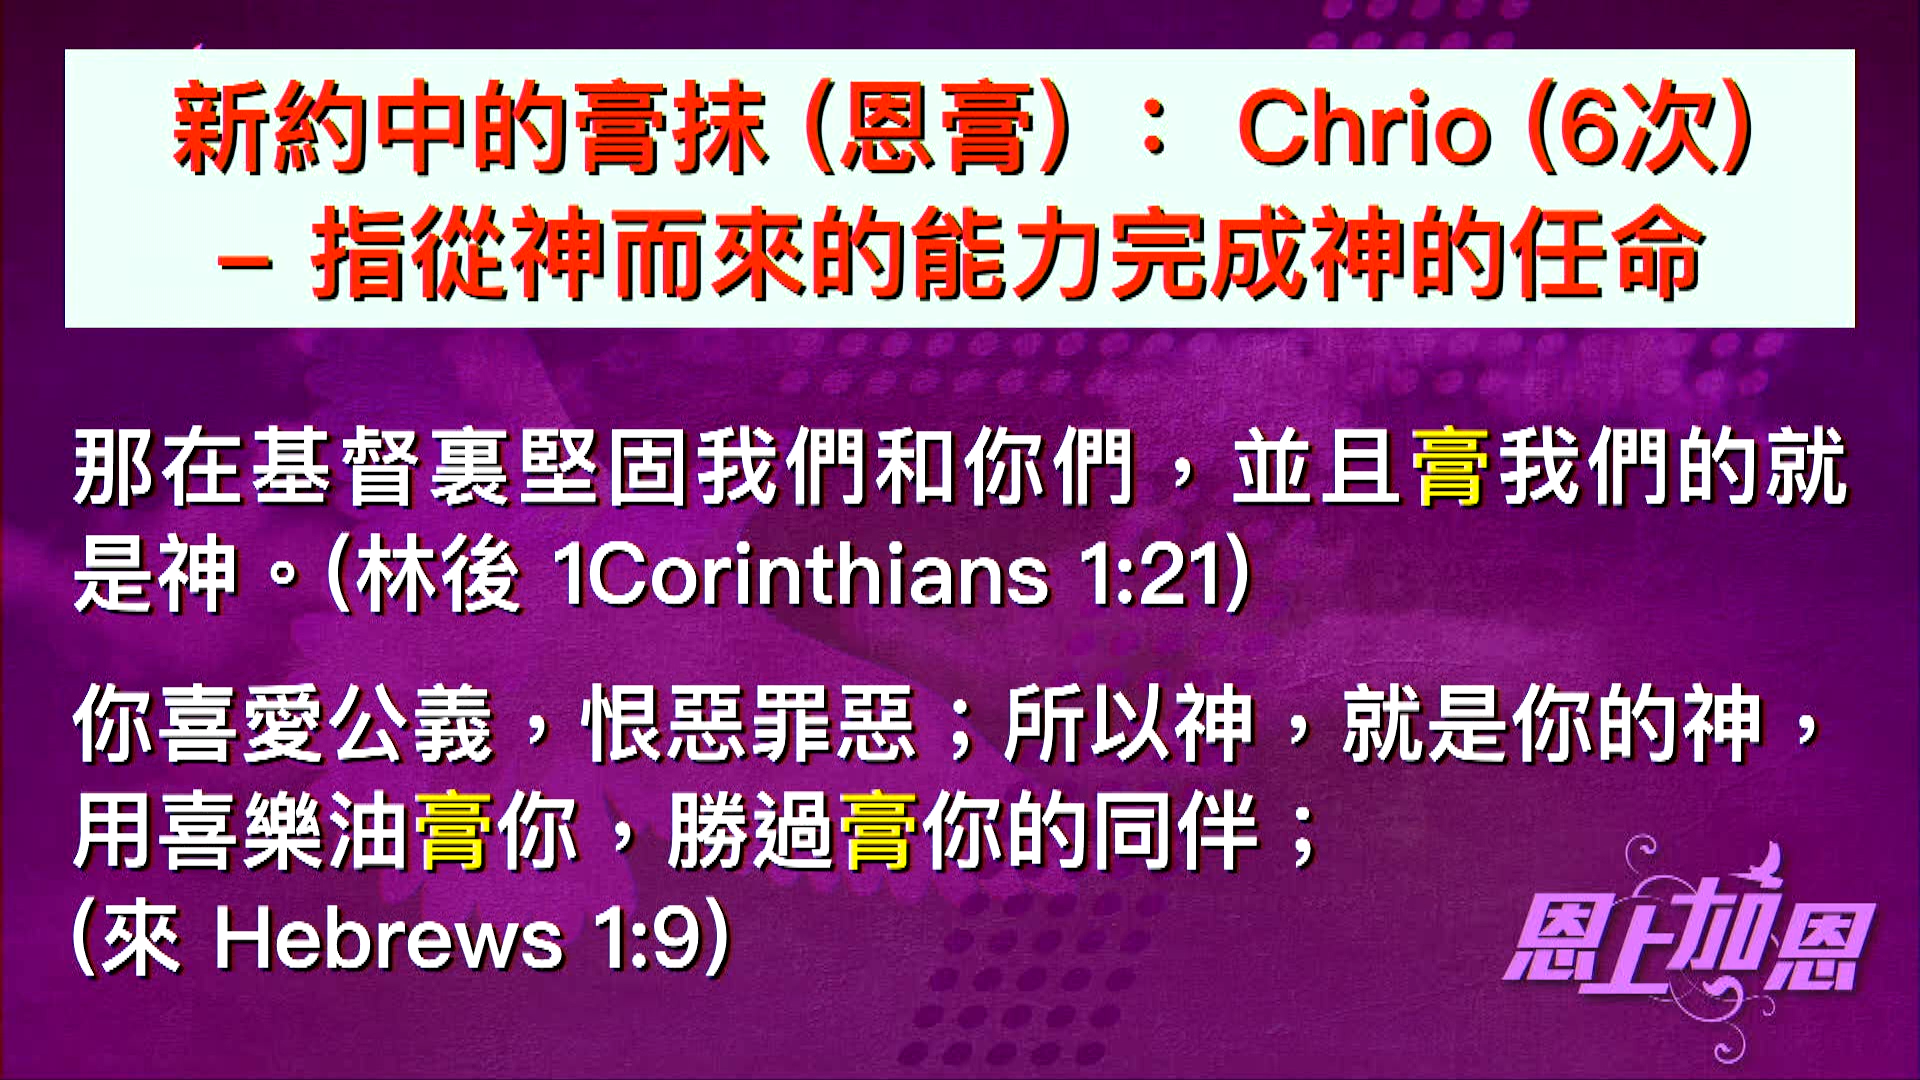 新約中的膏抹 (恩膏) ： Chrio (6次)
– 指從神而來的能力完成神的任命
那在基督裏堅固我們和你們，並且膏我們的就
是神。(林後 1Corinthians 1:21)
你喜愛公義，恨惡罪惡；所以神，就是你的神，
用喜樂油膏你，勝過膏你的同伴；
(來 Hebrews 1:9)
恩上加恩